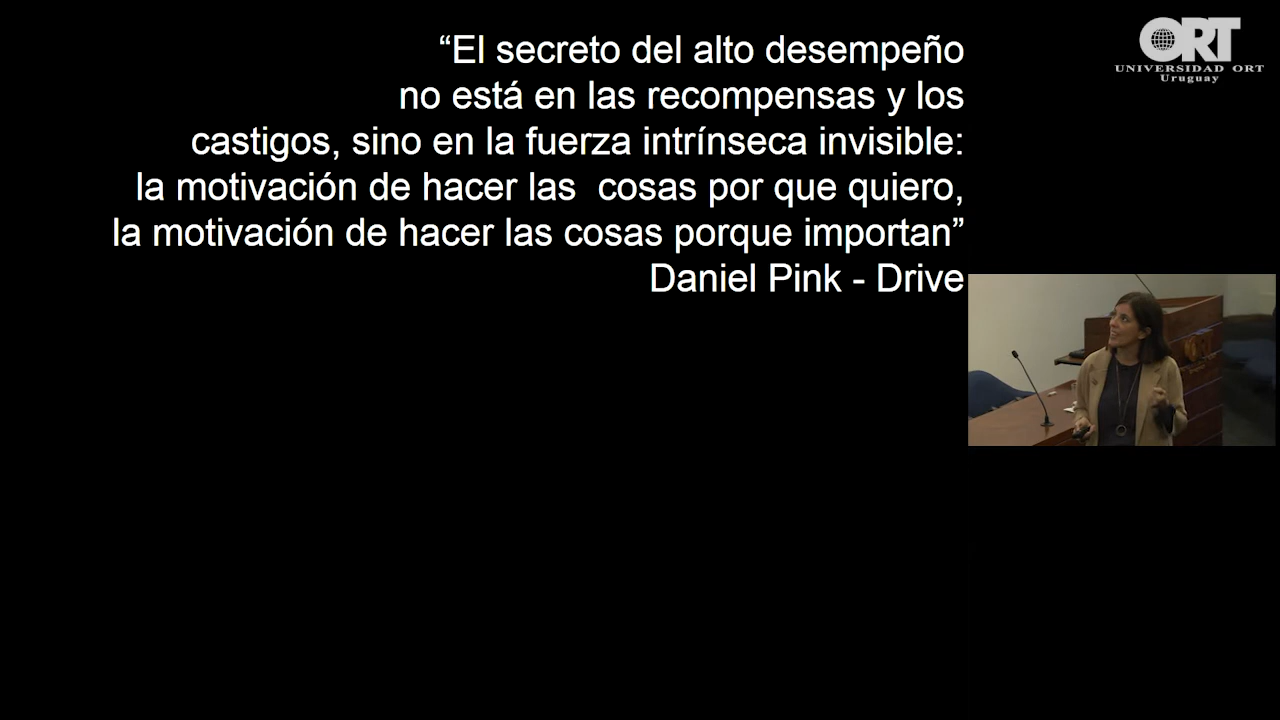 “El secreto del alto desempeño
no está en las recompensas y los
castigos, sino en la fuerza intrínseca invisible:
la motivación de hacer las  cosas por que quiero,
la motivación de hacer las cosas porque importan”
Daniel Pink - Drive
ORT
UNIVERSIDAD ORT
Uruguay
ORT